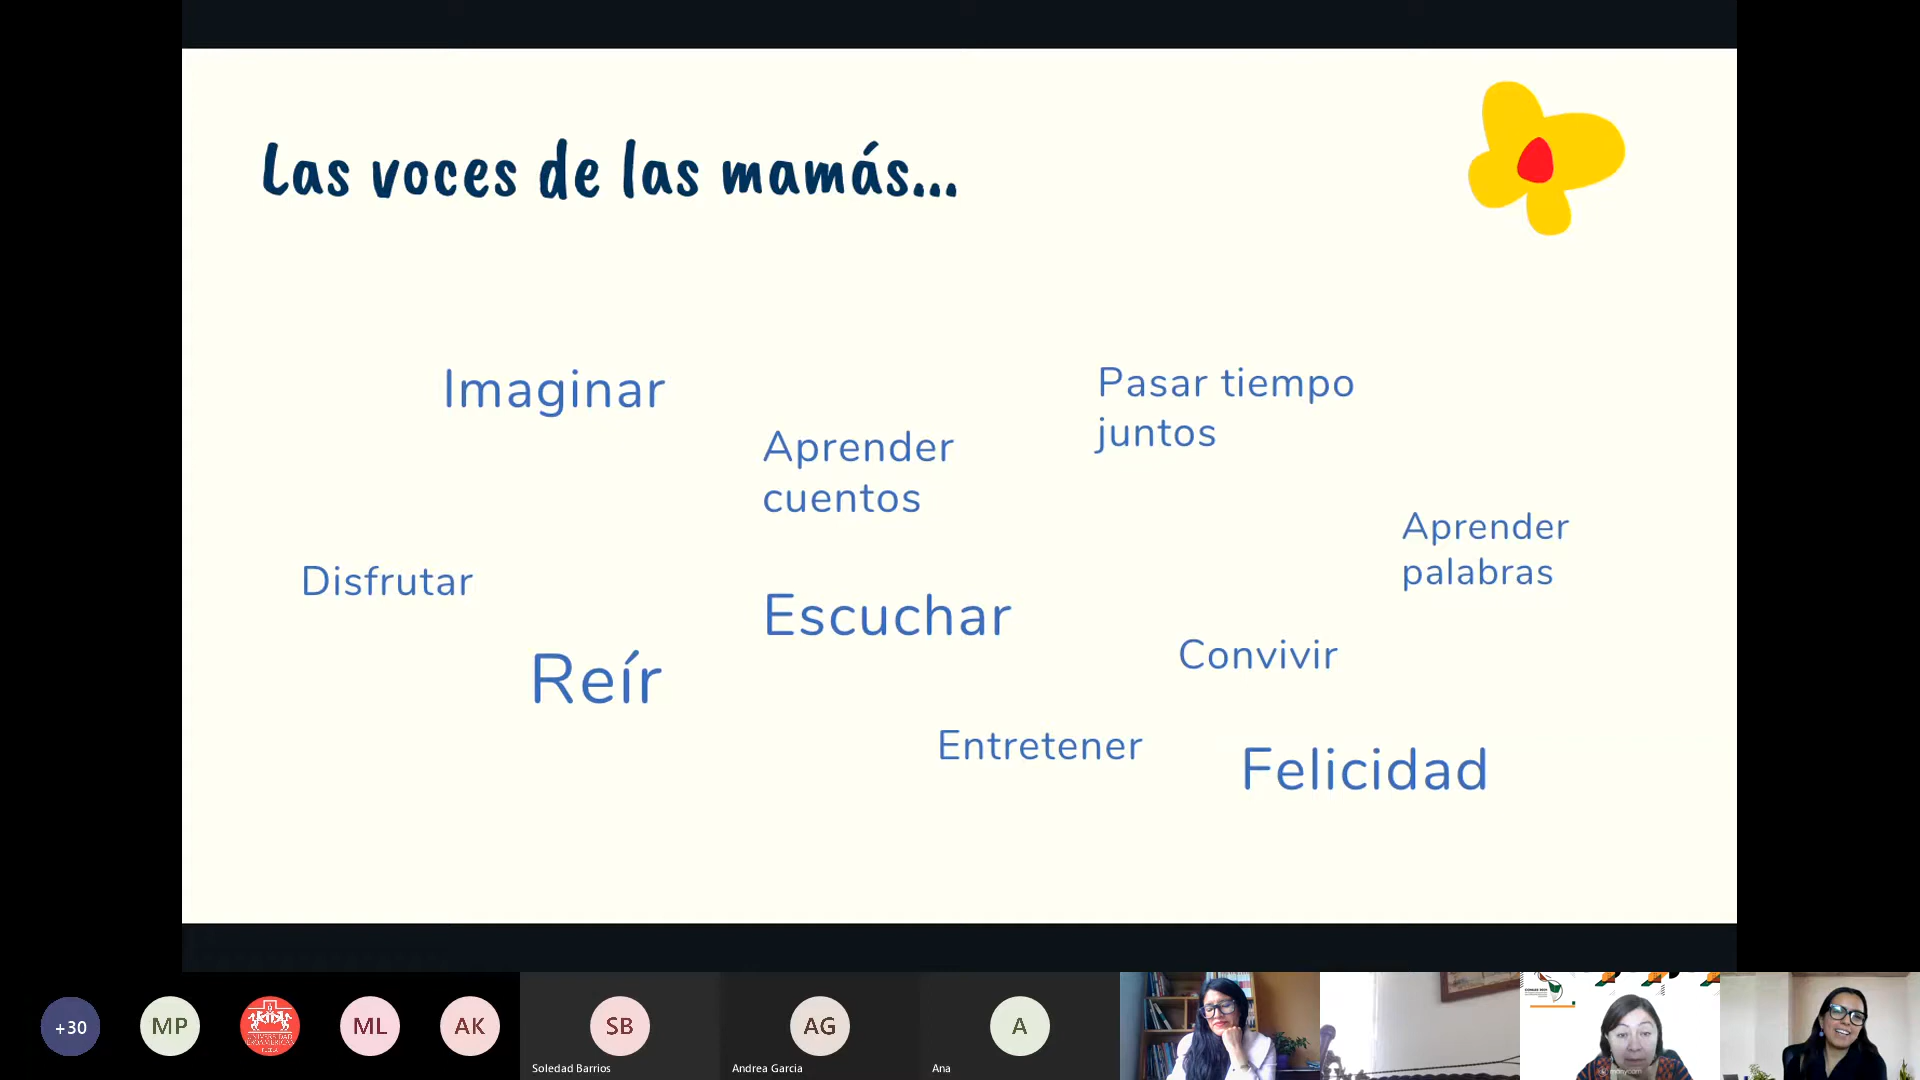 Las voces de las mamás...
Imaginar
Pasar tiempo
juntos
Aprender
cuentos
Aprender
palabras
Disfrutar
Escuchar
Convivir
Reír
Entretener
Felicidad
+30
MP
ML
AK
SB
AG
A
Soledad Barrios
Andrea Garcia
Ana